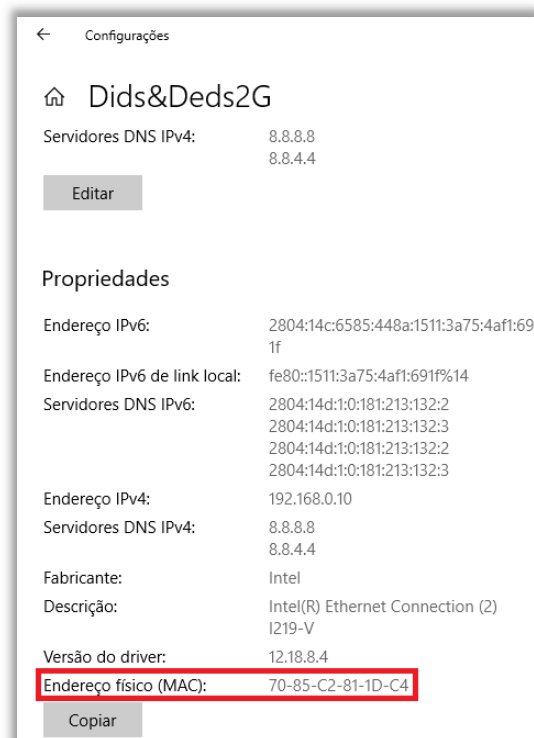 Configurações
Dids&Deds2G
Servidores DNS IPv4: 8.8.8.8
8.8.4.4
Editar
Propriedades
Endereço IPv6: 2804:14c:6585:448a:1511:3a75:4af1:69
1f
Endereço IPv6 de link local: fe80::1511:3a75:4af1:691f%14
Servidores DNS IPv6: 2804:14d:1:0:181:213:132:2
2804:14d:1:0:181:213:132:3
2804:14d:1:0:181:213:132:2
2804:14d:1:0:181:213:132:3
Endereço IPv4: 192.168.0.10
Servidores DNS IPv4: 8.8.8.8
8.8.4.4
Fabricante: Intel
Descrição: Intel(R) Ethernet Connection (2)
I219-V
Versão do driver: 12.18.8.4
Endereço físico (MAC): 70-85-C2-81-1D-C4
Copiar